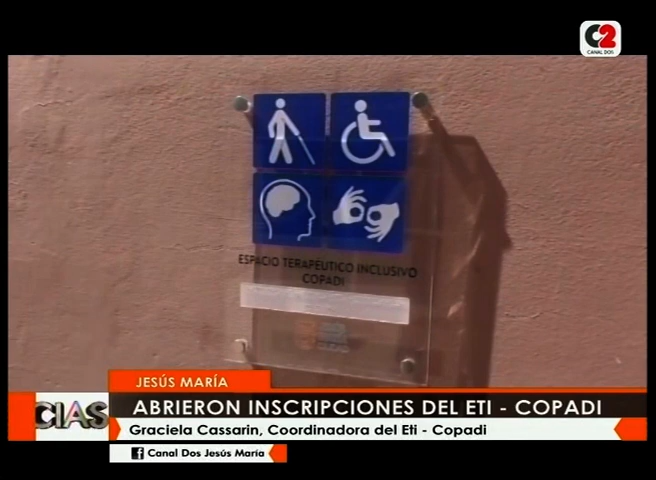 C2
CANAL DOS
ESPACIO TERAPÉUTICO INCLUSIVO
COPADI
JESÚS MARÍA
CIAS
ABRIERON INSCRIPCIONES DEL ETI - COPADI
Graciela Cassarin, Coordinadora del Eti - Copadi
f Canal Dos Jesús María